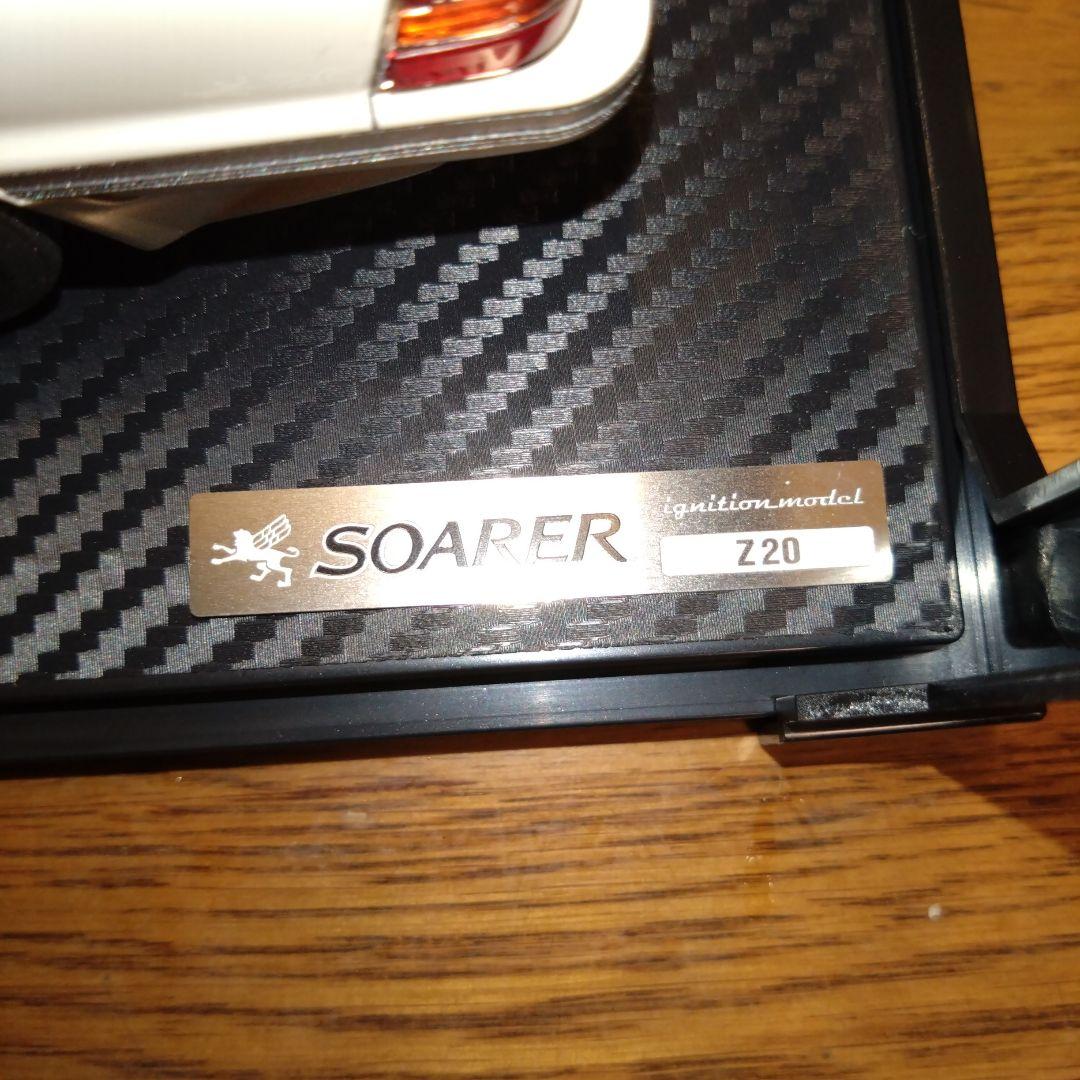 SOARER
ignition model
Z20